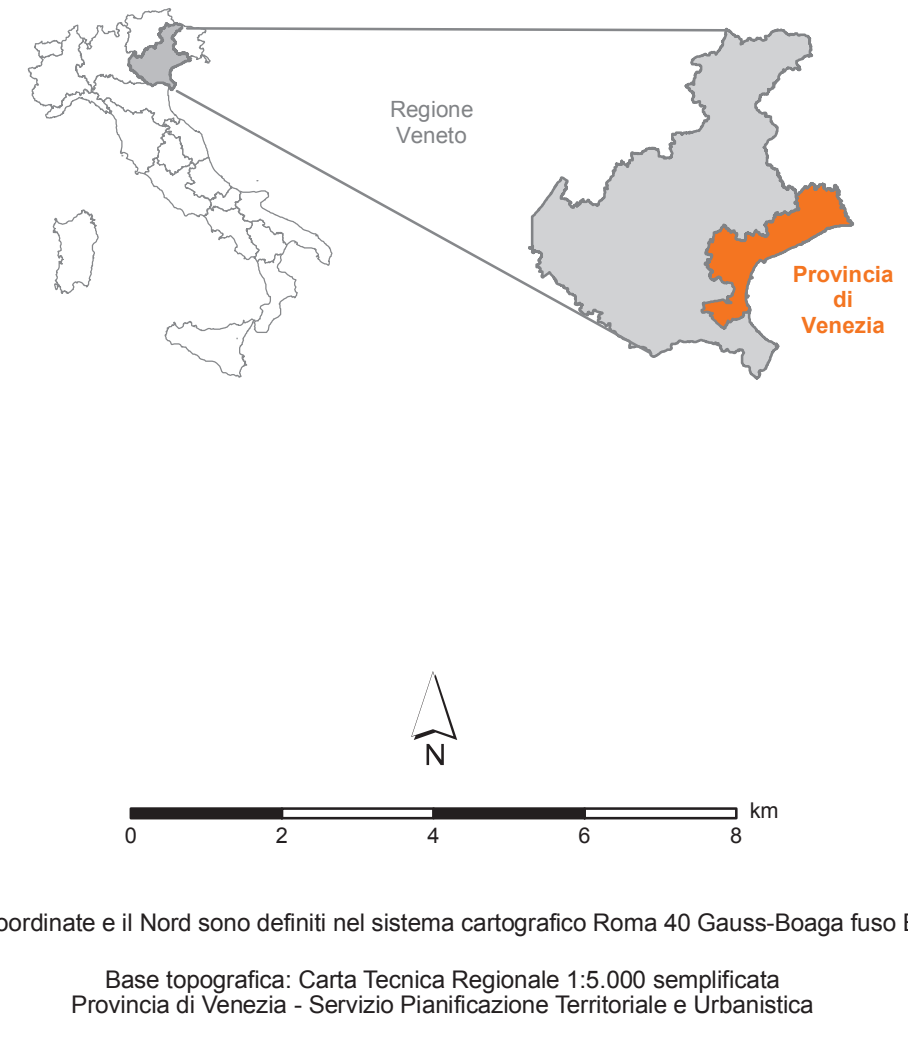 Regione
Veneto
Provincia
di
Venezia
N
km
0 2 4 6 8
oordinate e il Nord sono definiti nel sistema cartografico Roma 40 Gauss-Boaga fuso E
Base topografica: Carta Tecnica Regionale 1:5.000 semplificata
Provincia di Venezia - Servizio Pianificazione Territoriale e Urbanistica